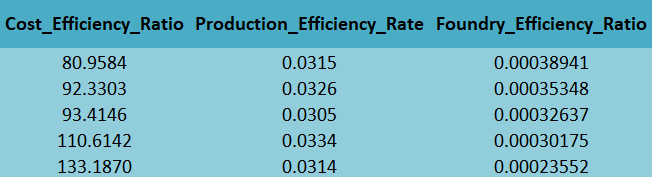 Cost_Efficiency_Ratio Production_Efficiency_Rate Foundry_Efficiency_Ratio
80.9584 0.0315 0.00038941
92.3303 0.0326 0.00035348
93.4146 0.0305 0.00032637
110.6142 0.0334 0.00030175
133.1870 0.0314 0.00023552